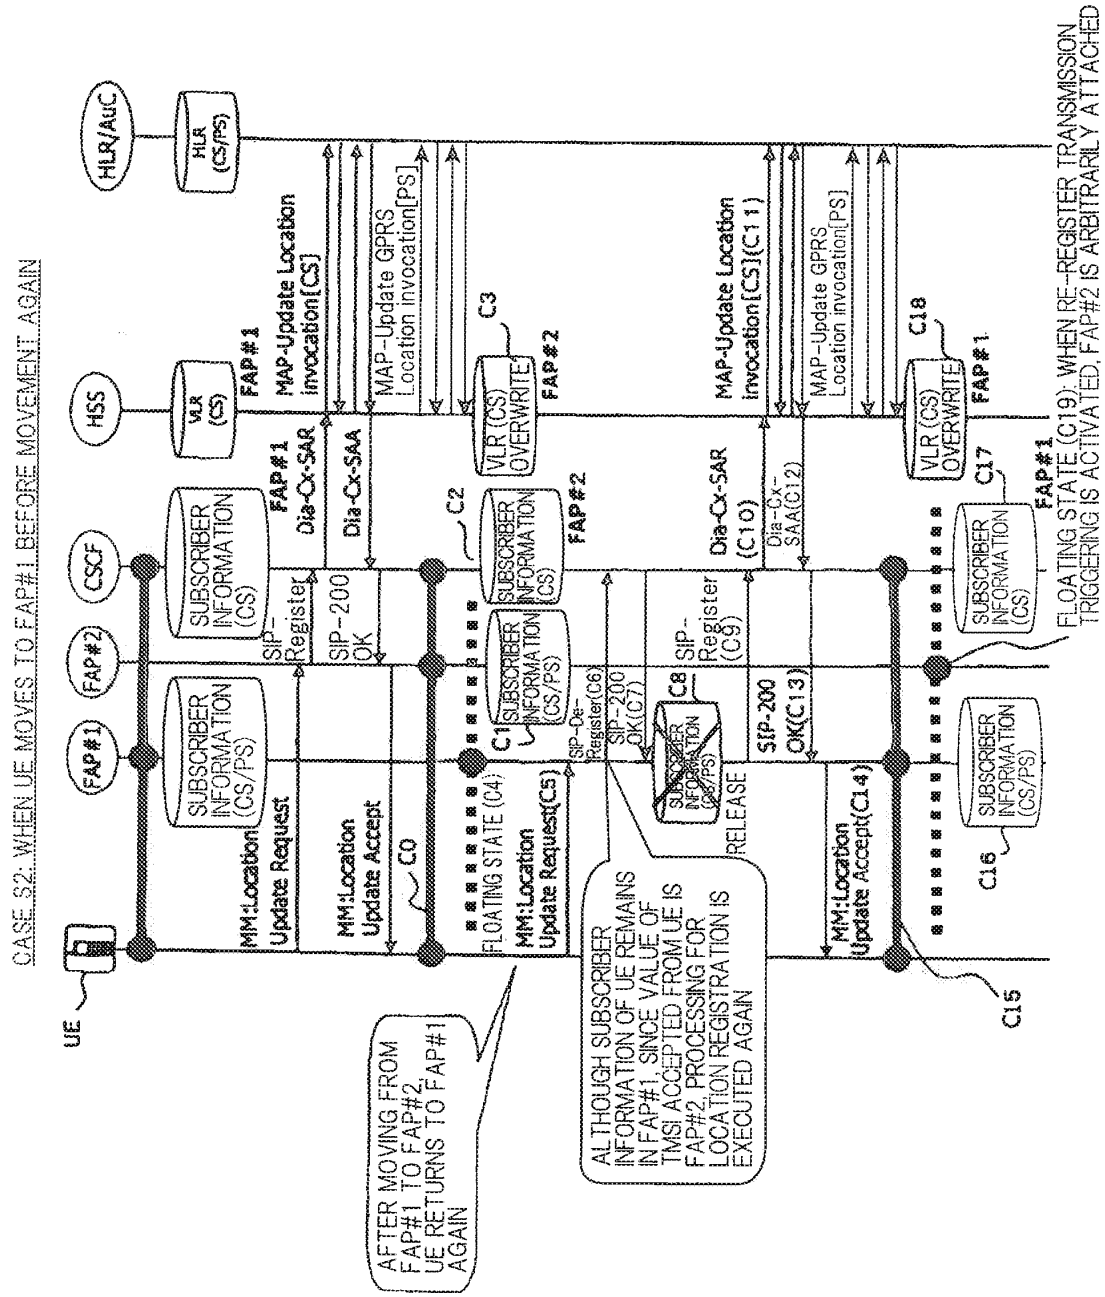 CASE S2: WHEN UE MOVES TO FAP#1 BEFORE MOVEMENT AGAIN
UE
FAP#1
FAP#2
CSCF
HSS
HLR/AuC
SUBSCRIBER
INFORMATION
(CS/PS)
SUBSCRIBER
INFORMATION
(CS)
VLR
(CS)
HLR
(CS/PS)
FAP#1
FAP#1
MM:Location
Update Request
SIP-
Register
Dia-Cx-SAR
MAP-Update Location
invocation[CS]
MM:Location
Update Accept
SIP-200
OK
Dia-Cx-SAA
MAP-Update GPRS
Location invocation[PS]
C0
C2
C3
FLOATING STATE (C4)
C1
SUBSCRIBER
INFORMATION
(CS/PS)
SUBSCRIBER
INFORMATION
(CS)
FAP#2
VLR (CS)
OVERWRITE
FAP#2
AFTER MOVING FROM
FAP#1 TO FAP#2,
UE RETURNS TO FAP#1
AGAIN
MM:Location
Update Request(C5)
SIP-De-
Register(C6)
SIP-200
OK(C7)
ALTHOUGH SUBSCRIBER
INFORMATION OF UE REMAINS
IN FAP#1, SINCE VALUE OF
TMSI ACCEPTED FROM UE IS
FAP#2, PROCESSING FOR
LOCATION REGISTRATION IS
EXECUTED AGAIN
C8
SUBSCRIBER
INFORMATION
(CS/PS)
RELEASE
SIP-
Register
(C9)
Dia-Cx-SAR
(C10)
MAP-Update Location
invocation[CS](C11)
SIP-200
OK(C13)
Dia-Cx-
SAA(C12)
MAP-Update GPRS
Location invocation[PS]
MM:Location
Update Accept(C14)
C15
C16
C17
C18
SUBSCRIBER
INFORMATION
(CS/PS)
SUBSCRIBER
INFORMATION
(CS)
FAP#1
VLR (CS)
OVERWRITE
FAP#1
FLOATING STATE (C19): WHEN RE-REGISTER TRANSMISSION
TRIGGERING IS ACTIVATED, FAP#2 IS ARBITRARILY ATTACHED